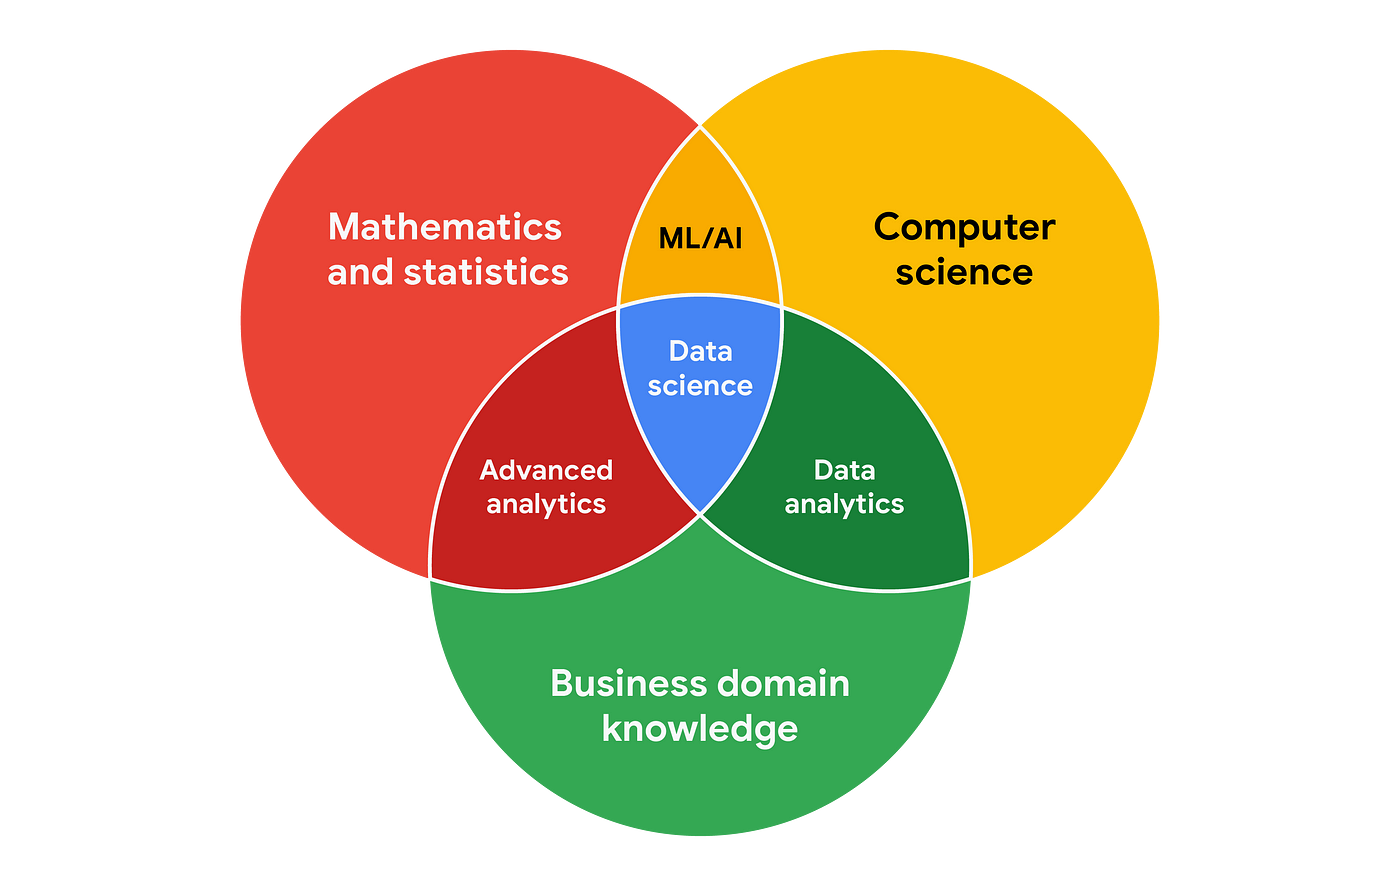 Mathematics
and statistics
ML/AI
Computer
science
Data
science
Advanced
analytics
Data
analytics
Business domain
knowledge